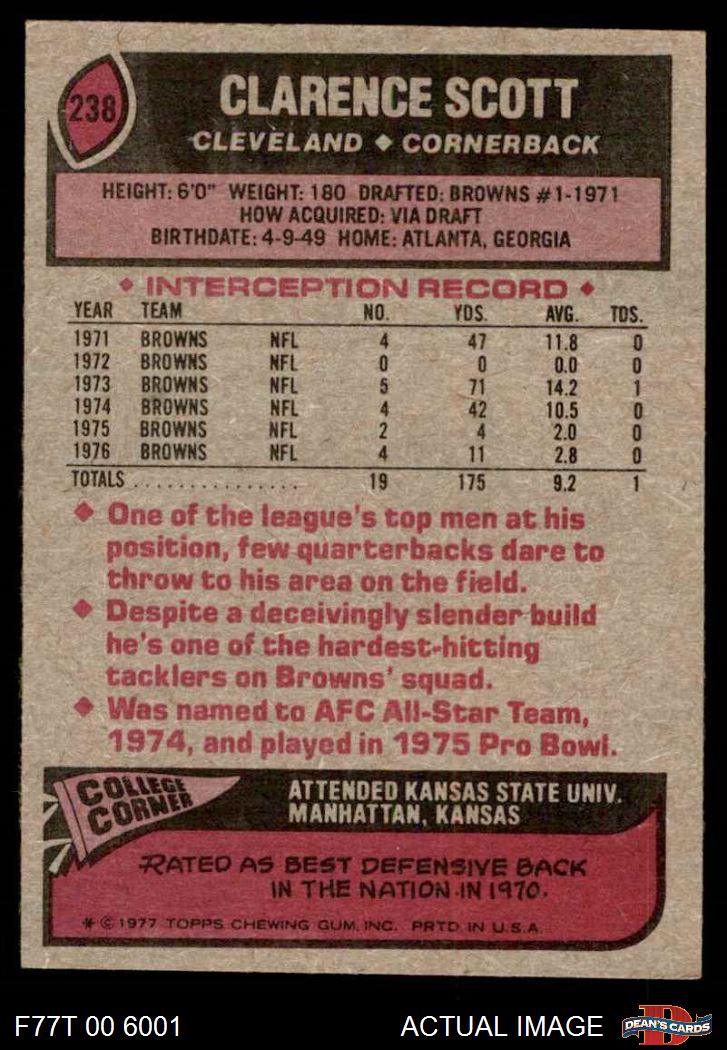 238
CLARENCE SCOTT
CLEVELAND ♦ CORNERBACK
HEIGHT: 6'0" WEIGHT: 180 DRAFTED: BROWNS #1-1971
HOW ACQUIRED: VIA DRAFT
BIRTHDATE: 4-9-49 HOME: ATLANTA, GEORGIA
♦ INTERCEPTION RECORD ♦
YEAR TEAM NO. YDS. AVG. TDS.
1971 BROWNS NFL 4 47 11.8 0
1972 BROWNS NFL 0 0 0.0 0
1973 BROWNS NFL 5 71 14.2 1
1974 BROWNS NFL 4 42 10.5 0
1975 BROWNS NFL 2 4 2.0 0
1976 BROWNS NFL 4 11 2.8 0
TOTALS ................ 19 175 9.2 1
♦ One of the league's top men at his
position, few quarterbacks dare to
throw to his area on the field.
♦ Despite a deceivingly slender build
he's one of the hardest-hitting
tacklers on Browns' squad.
♦ Was named to AFC All-Star Team,
1974, and played in 1975 Pro Bowl.
COLLEGE
CORNER
ATTENDED KANSAS STATE UNIV.
MANHATTAN, KANSAS
RATED AS BEST DEFENSIVE BACK
IN THE NATION IN 1970.
* © 1977 TOPPS CHEWING GUM, INC. PRTD IN U.S.A.
F77T 00 6001
ACTUAL IMAGE
D
DEAN'S CARDS